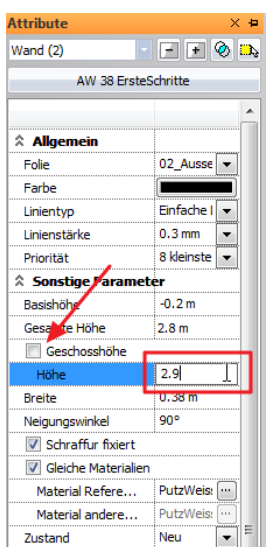 Attribute
Wand (2)
AW 38 ErsteSchritte
Allgemein
Folie 02_Ausse
Farbe
Linientyp Einfache
Linienstärke 0.3 mm
Priorität 8 kleinste
Sonstige Parameter
Basishöhe -0.2 m
Gesamte Höhe 2.8 m
Geschosshöhe
Höhe 2.9
Breite 0.38 m
Neigungswinkel 90°
Schraffur fixiert
Gleiche Materialien
Material Refere... PutzWeis
Material andere... PutzWeis
Zustand Neu